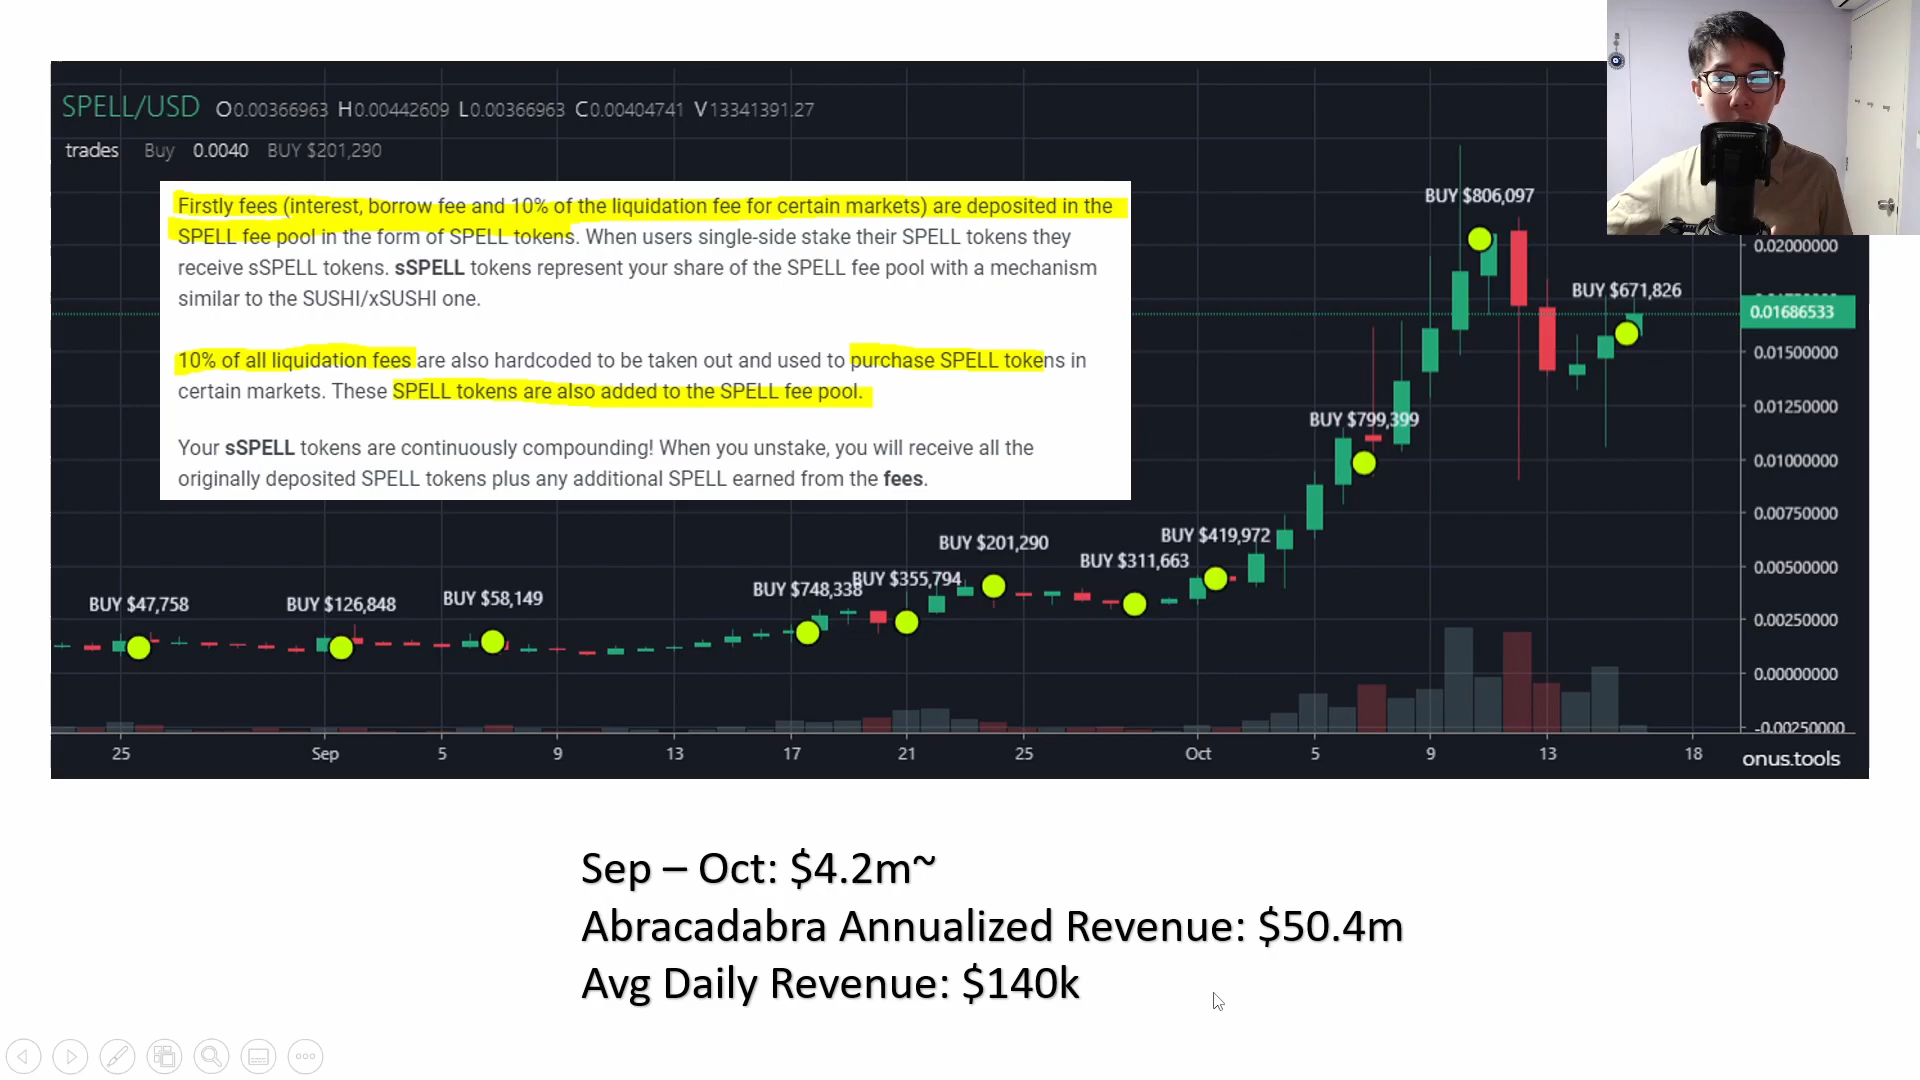 SPELL/USD O0.00366963 H0.00442609 L0.00366963 C0.00404741 V13341391.27
trades Buy 0.0040 BUY $201,290
Firstly fees (interest, borrow fee and 10% of the liquidation fee for certain markets) are deposited in the
SPELL fee pool in the form of SPELL tokens. When users single-side stake their SPELL tokens they
receive sSPELL tokens. sSPELL tokens represent your share of the SPELL fee pool with a mechanism
similar to the SUSHI/xSUSHI one.
10% of all liquidation fees are also hardcoded to be taken out and used to purchase SPELL tokens in
certain markets. These SPELL tokens are also added to the SPELL fee pool.
Your sSPELL tokens are continuously compounding! When you unstake, you will receive all the
originally deposited SPELL tokens plus any additional SPELL earned from the fees.
BUY $47,758
BUY $126,848
BUY $58,149
BUY $748,338
BUY $355,794
BUY $201,290
BUY $311,663
BUY $419,972
BUY $799,399
BUY $806,097
BUY $671,826
0.02000000
0.01686533
0.01500000
0.01250000
0.01000000
0.00750000
0.00500000
0.00250000
0.00000000
-0.00250000
25 Sep 5 9 13 17 21 25 Oct 5 9 13 18
onus.tools
Sep – Oct: $4.2m~
Abracadabra Annualized Revenue: $50.4m
Avg Daily Revenue: $140k